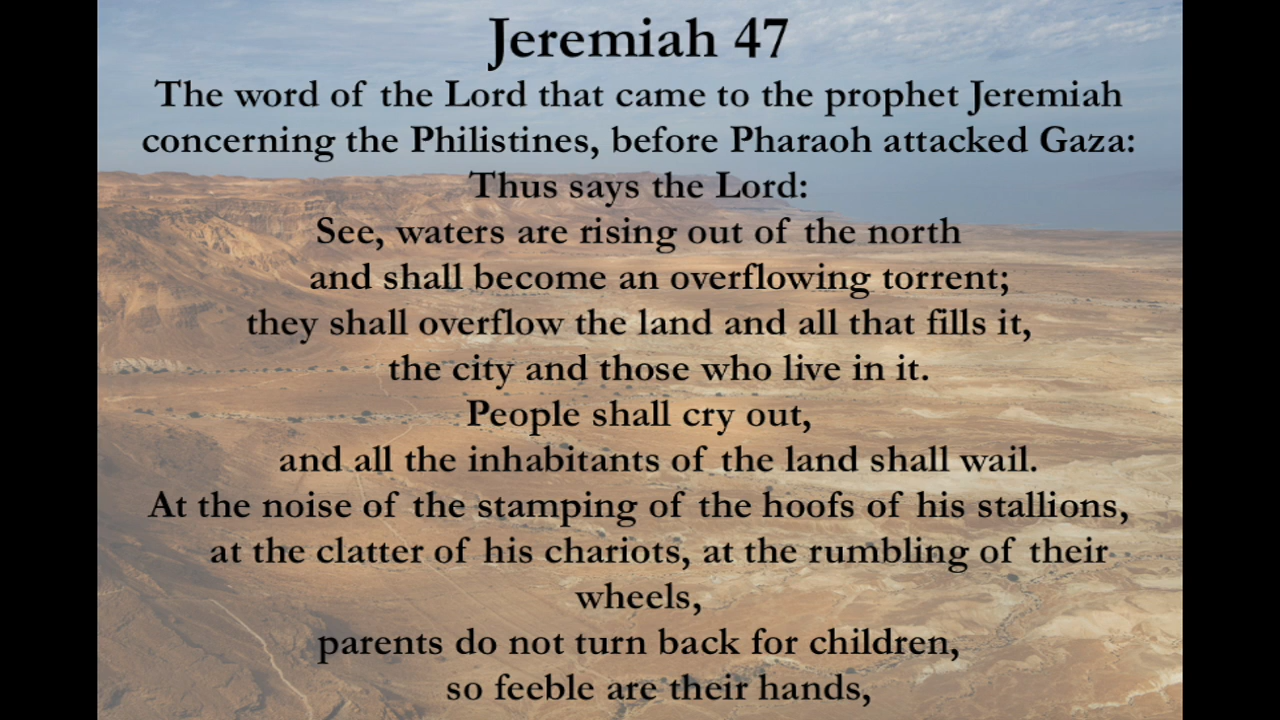 Jeremiah 47
The word of the Lord that came to the prophet Jeremiah
concerning the Philistines, before Pharaoh attacked Gaza:
Thus says the Lord:
See, waters are rising out of the north
and shall become an overflowing torrent;
they shall overflow the land and all that fills it,
the city and those who live in it.
People shall cry out,
and all the inhabitants of the land shall wail.
At the noise of the stamping of the hoofs of his stallions,
at the clatter of his chariots, at the rumbling of their
wheels,
parents do not turn back for children,
so feeble are their hands,